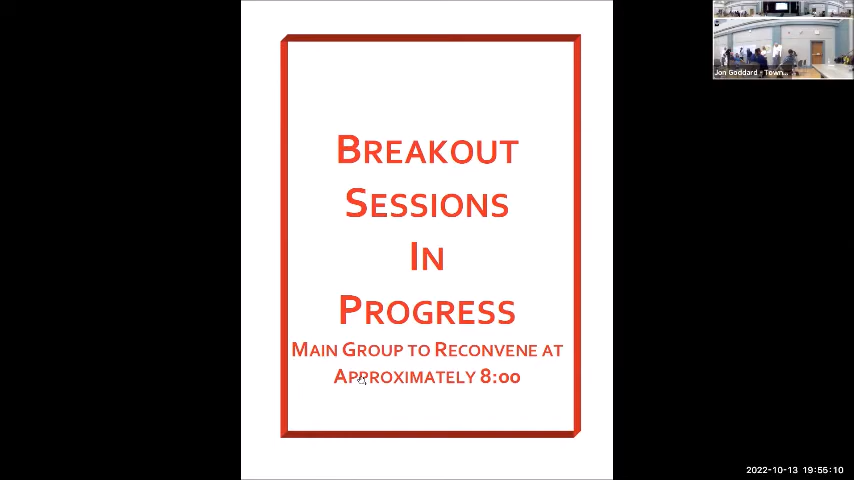 Jon Goddard - Town...
BREAKOUT
SESSIONS
IN
PROGRESS
MAIN GROUP TO RECONVENE AT
APPROXIMATELY 8:00
2022-10-13 19:55:10